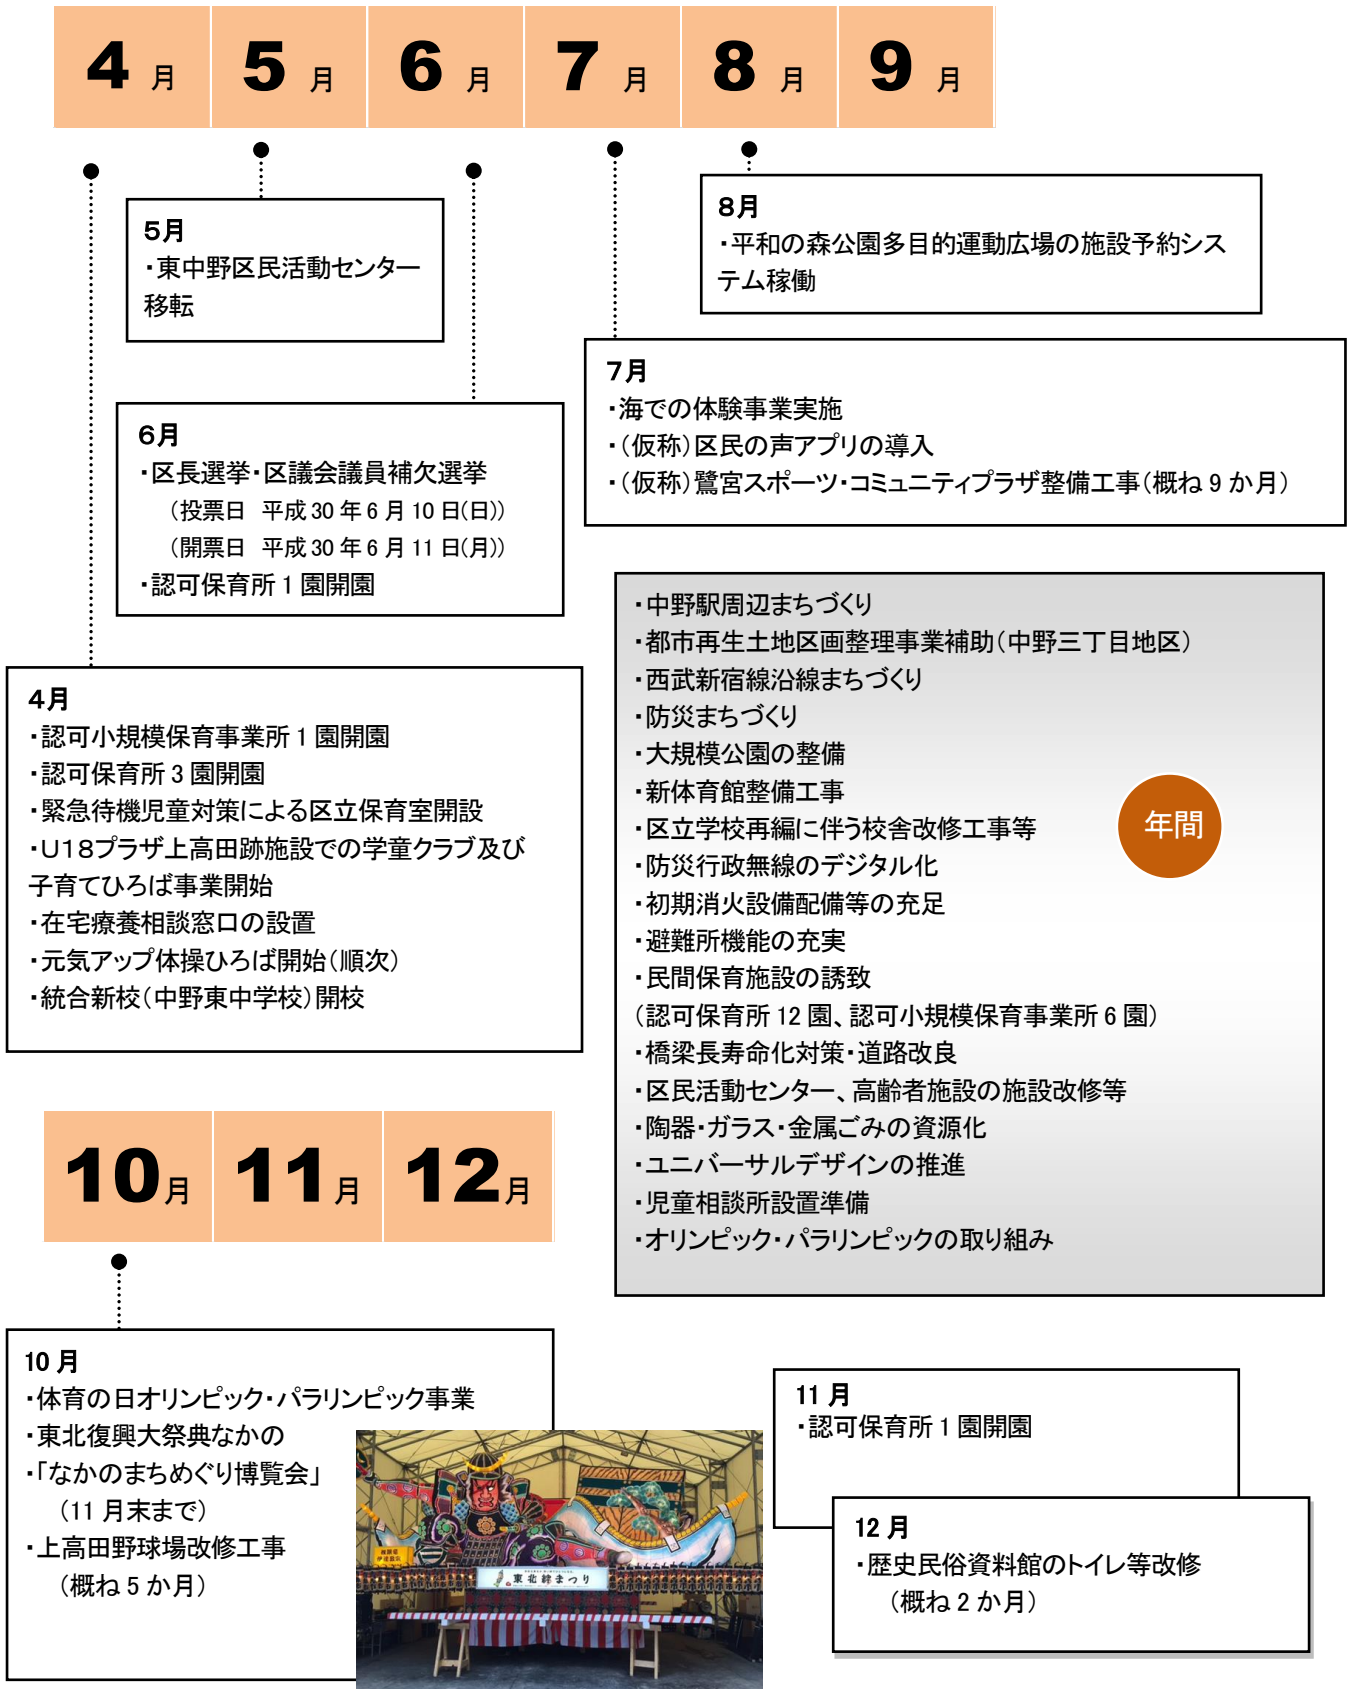 4月 5月 6月 7月 8月 9月
5月
・東中野区民活動センター
移転
8月
・平和の森公園多目的運動広場の施設予約シス
テム稼働
7月
・海での体験事業実施
・（仮称）区民の声アプリの導入
・（仮称）鷺宮スポーツ・コミュニティプラザ整備工事（概ね 9 か月）
6月
・区長選挙・区議会議員補欠選挙
（投票日　平成 30 年 6 月 10 日(日)）
（開票日　平成 30 年 6 月 11 日(月)）
・認可保育所 1 園開園
4月
・認可小規模保育事業所 1 園開園
・認可保育所 3 園開園
・緊急待機児童対策による区立保育室開設
・U18プラザ上高田跡施設での学童クラブ及び
子育てひろば事業開始
・在宅療養相談窓口の設置
・元気アップ体操ひろば開始（順次）
・統合新校（中野東中学校）開校
・中野駅周辺まちづくり
・都市再生土地区画整理事業補助（中野三丁目地区）
・西武新宿線沿線まちづくり
・防災まちづくり
・大規模公園の整備
・新体育館整備工事
・区立学校再編に伴う校舎改修工事等
・防災行政無線のデジタル化
・初期消火設備配備等の充足
・避難所機能の充実
・民間保育施設の誘致
（認可保育所 12 園、認可小規模保育事業所 6 園）
・橋梁長寿命化対策・道路改良
・区民活動センター、高齢者施設の施設改修等
・陶器・ガラス・金属ごみの資源化
・ユニバーサルデザインの推進
・児童相談所設置準備
・オリンピック・パラリンピックの取り組み
年間
10月 11月 12月
10 月
・体育の日オリンピック・パラリンピック事業
・東北復興大祭典なかの
・「なかのまちめぐり博覧会」
（11 月末まで）
・上高田野球場改修工事
（概ね 5 か月）
東北絆まつり
11 月
・認可保育所 1 園開園
12 月
・歴史民俗資料館のトイレ等改修
（概ね 2 か月）